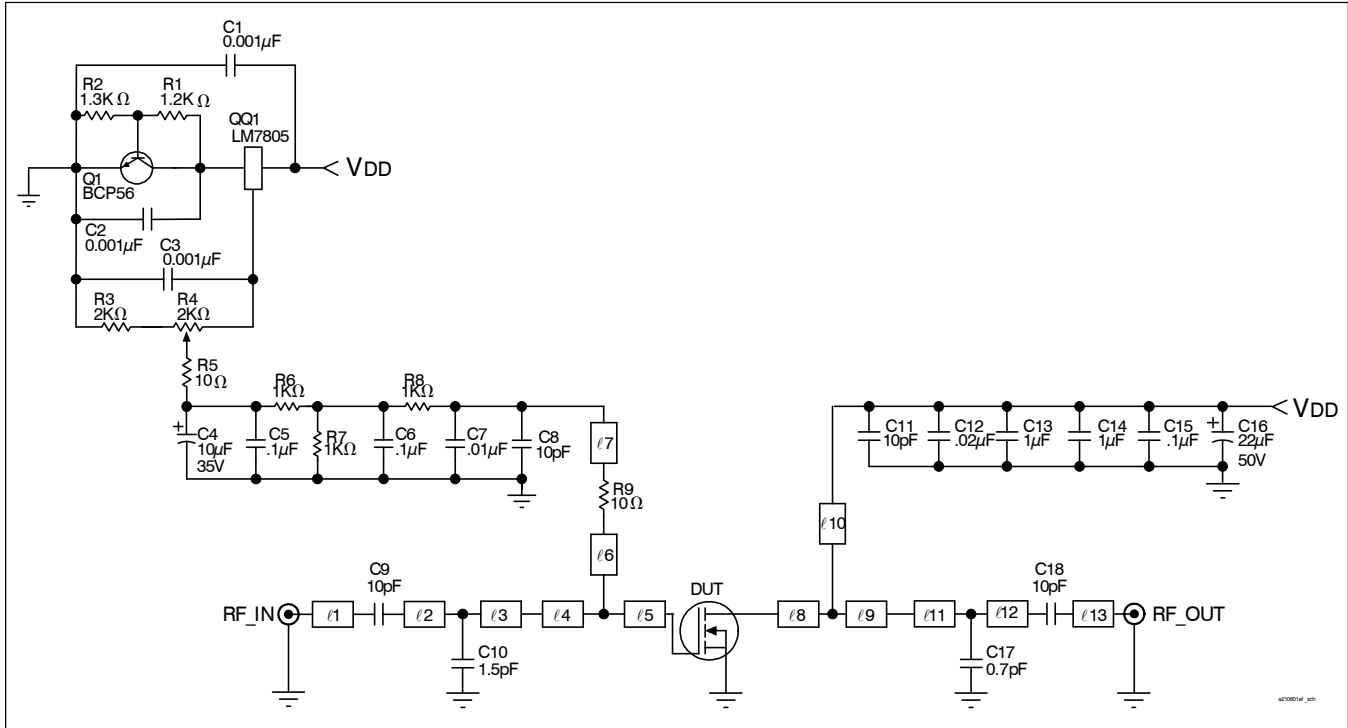 C1
0.001µF
R2
1.3K Ω
R1
1.2K Ω
QQ1
LM7805
VDD
Q1
BCP56
C2
0.001µF
C3
0.001µF
R3
2KΩ
R4
2KΩ
R5
10Ω
R6
1KΩ
R8
1KΩ
+
C4
10µF
35V
C5
.1µF
R7
1KΩ
C6
.1µF
C7
.01µF
C8
10pF
ℓ7
R9
10Ω
ℓ6
VDD
C11
10pF
C12
.02µF
C13
1µF
C14
1µF
C15
.1µF
+
C16
22µF
50V
ℓ10
RF_IN
ℓ1
C9
10pF
ℓ2
C10
1.5pF
ℓ3
ℓ4
ℓ5
DUT
ℓ8
ℓ9
ℓ11
C17
0.7pF
ℓ12
C18
10pF
ℓ13
RF_OUT
a210601ef_sch